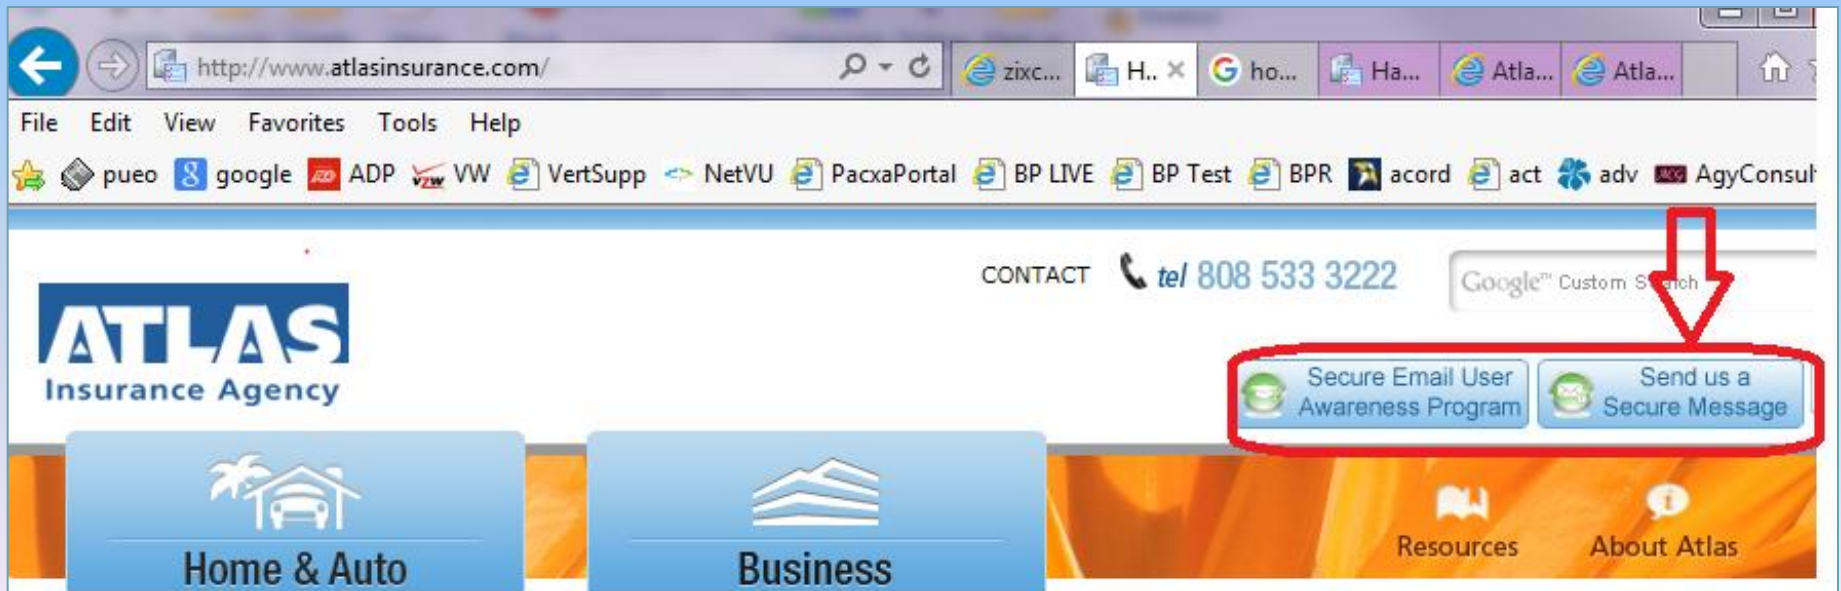 http://www.atlasinsurance.com/
zixc...
H..
ho...
Ha...
Atla...
Atla...
File Edit View Favorites Tools Help
pueo google ADP VW VertSupp NetVU PacxaPortal BP LIVE BP Test BPR acord act adv AgyConsul
CONTACT tel 808 533 3222
Google™ Custom
ATLAS
Insurance Agency
Secure Email User
Awareness Program
Send us a
Secure Message
Home & Auto
Business
Resources
About Atlas